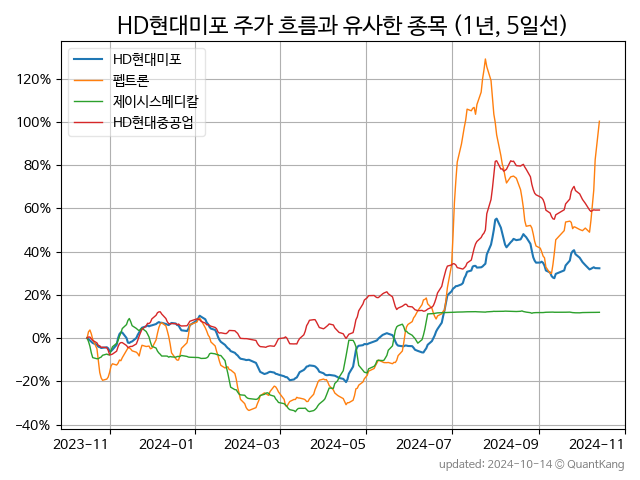 HD현대미포 주가 흐름과 유사한 종목 (1년, 5일선)
HD현대미포
펩트론
제이시스메디칼
HD현대중공업
120%
100%
80%
60%
40%
20%
0%
−20%
−40%
2023-11 2024-01 2024-03 2024-05 2024-07 2024-09 2024-11
updated: 2024-10-14 © QuantKang